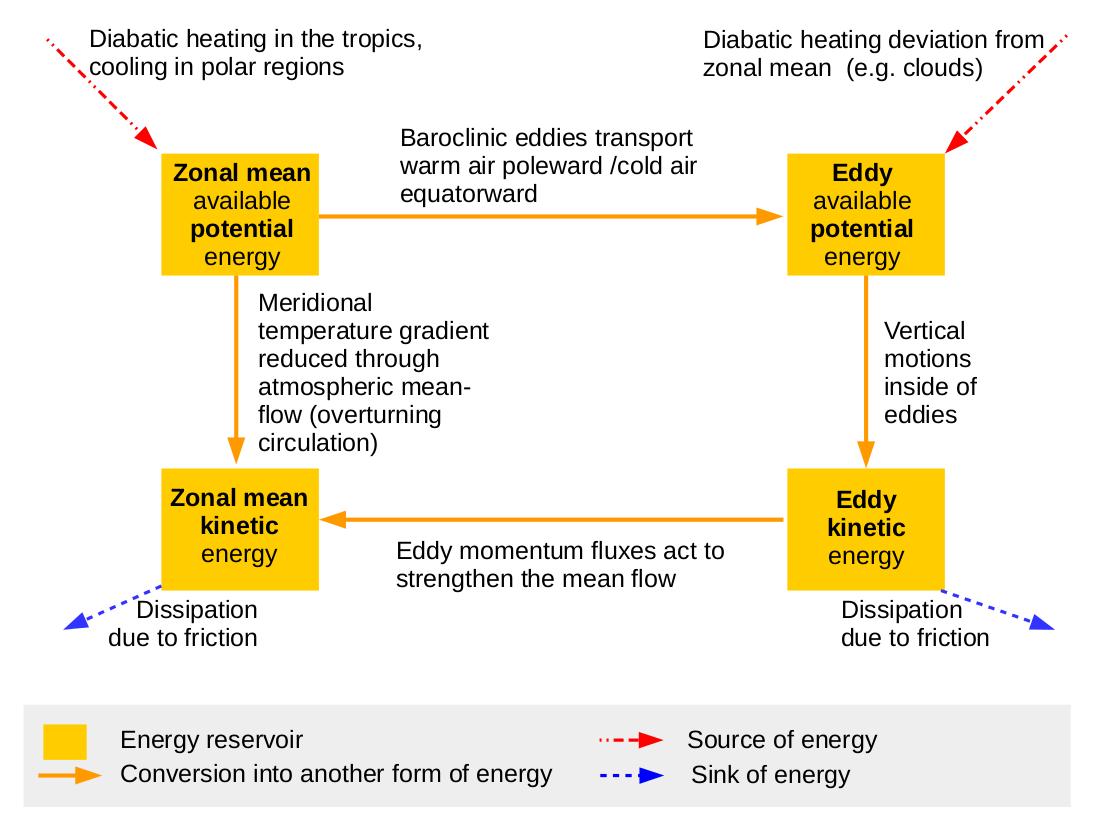 Diabatic heating in the tropics,
cooling in polar regions
Diabatic heating deviation from
zonal mean  (e.g. clouds)
Baroclinic eddies transport
warm air poleward /cold air
equatorward
Zonal mean
available
potential
energy
Eddy
available
potential
energy
Meridional
temperature gradient
reduced through
atmospheric mean-
flow (overturning
circulation)
Vertical
motions
inside of
eddies
Zonal mean
kinetic
energy
Eddy
kinetic
energy
Eddy momentum fluxes act to
strengthen the mean flow
Dissipation
due to friction
Dissipation
due to friction
Energy reservoir
Source of energy
Conversion into another form of energy
Sink of energy